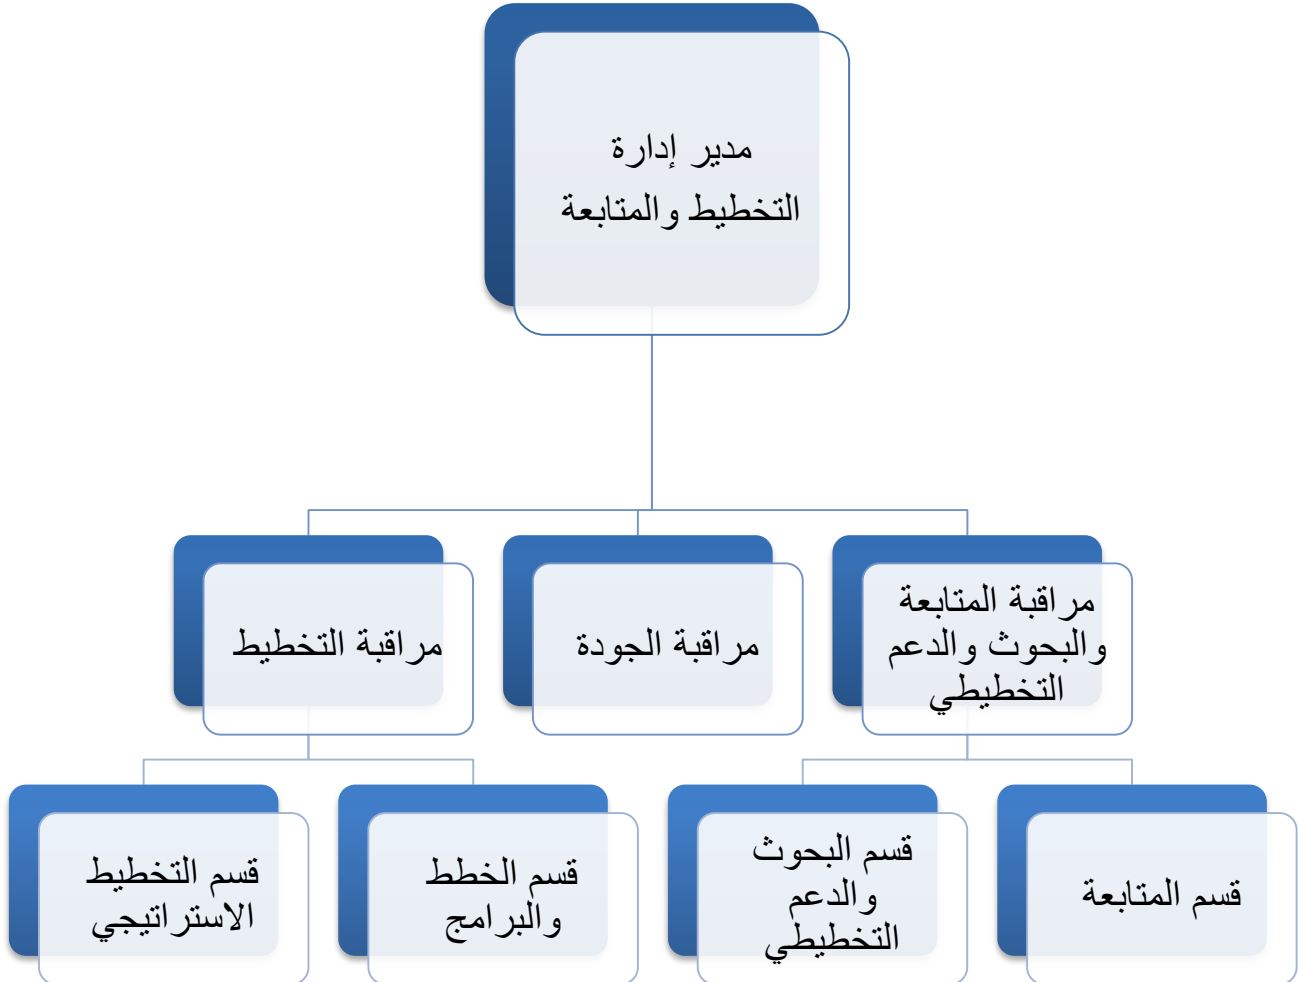 مدير إدارة
التخطيط والمتابعة
مراقبة المتابعة
والبحوث والدعم
التخطيطي
مراقبة الجودة
مراقبة التخطيط
قسم المتابعة
قسم البحوث
والدعم
التخطيطي
قسم الخطط
والبرامج
قسم التخطيط
الاستراتيجي